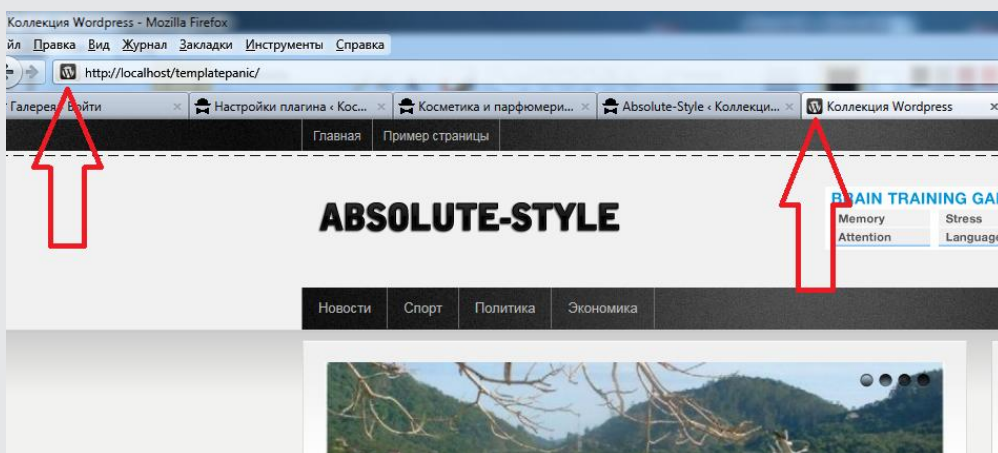 Коллекция Wordpress - Mozilla Firefox
йл Правка Вид Журнал Закладки Инструменты Справка
http://localhost/templatepanic/
Галерея Войти
Настройки плагина ‹ Кос...
Косметика и парфюмери...
Absolute-Style ‹ Коллекци...
Коллекция Wordpress
Главная Пример страницы
ABSOLUTE-STYLE
BRAIN TRAINING GA
Memory Stress
Attention Language
Новости Спорт Политика Экономика